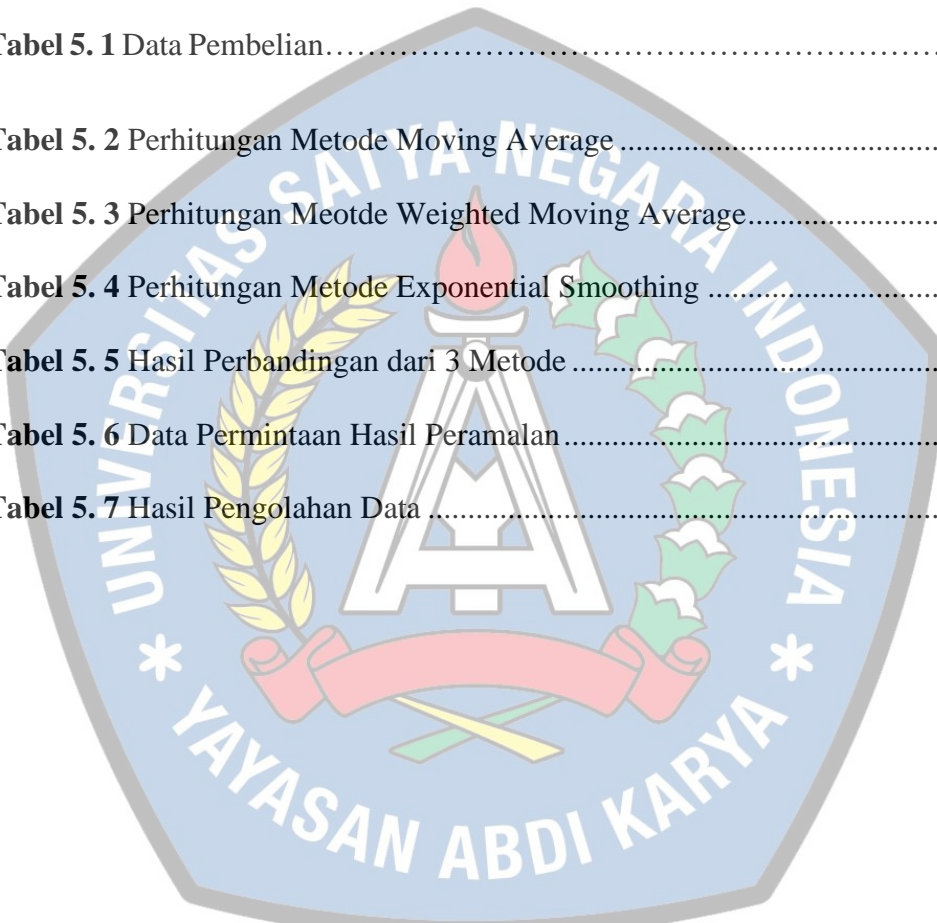 Tabel 5. 1 Data Pembelian……………………………………………………………
Tabel 5. 2 Perhitungan Metode Moving Average .......................................
Tabel 5. 3 Perhitungan Meotde Weighted Moving Average.......................
Tabel 5. 4 Perhitungan Metode Exponential Smoothing ............................
Tabel 5. 5 Hasil Perbandingan dari 3 Metode .............................................
Tabel 5. 6 Data Permintaan Hasil Peramalan..............................................
Tabel 5. 7 Hasil Pengolahan Data ...............................................................
UNIVERSITAS SATYA NEGARA INDONESIA
* YAYASAN ABDI KARYA *